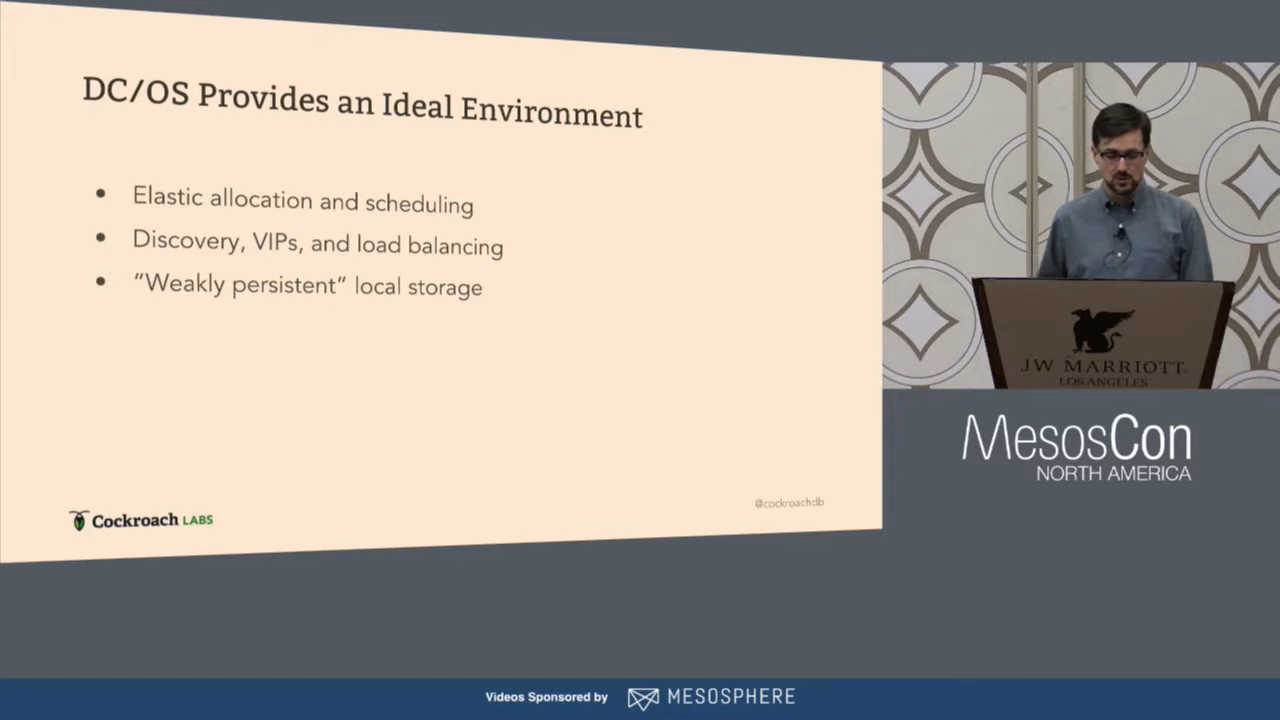 DC/OS Provides an Ideal Environment
• Elastic allocation and scheduling
• Discovery, VIPs, and load balancing
• “Weakly persistent” local storage
Cockroach LABS
@cockroachdb
JW MARRIOTT
LOS ANGELES
MesosCon
NORTH AMERICA
Videos Sponsored by MESOSPHERE